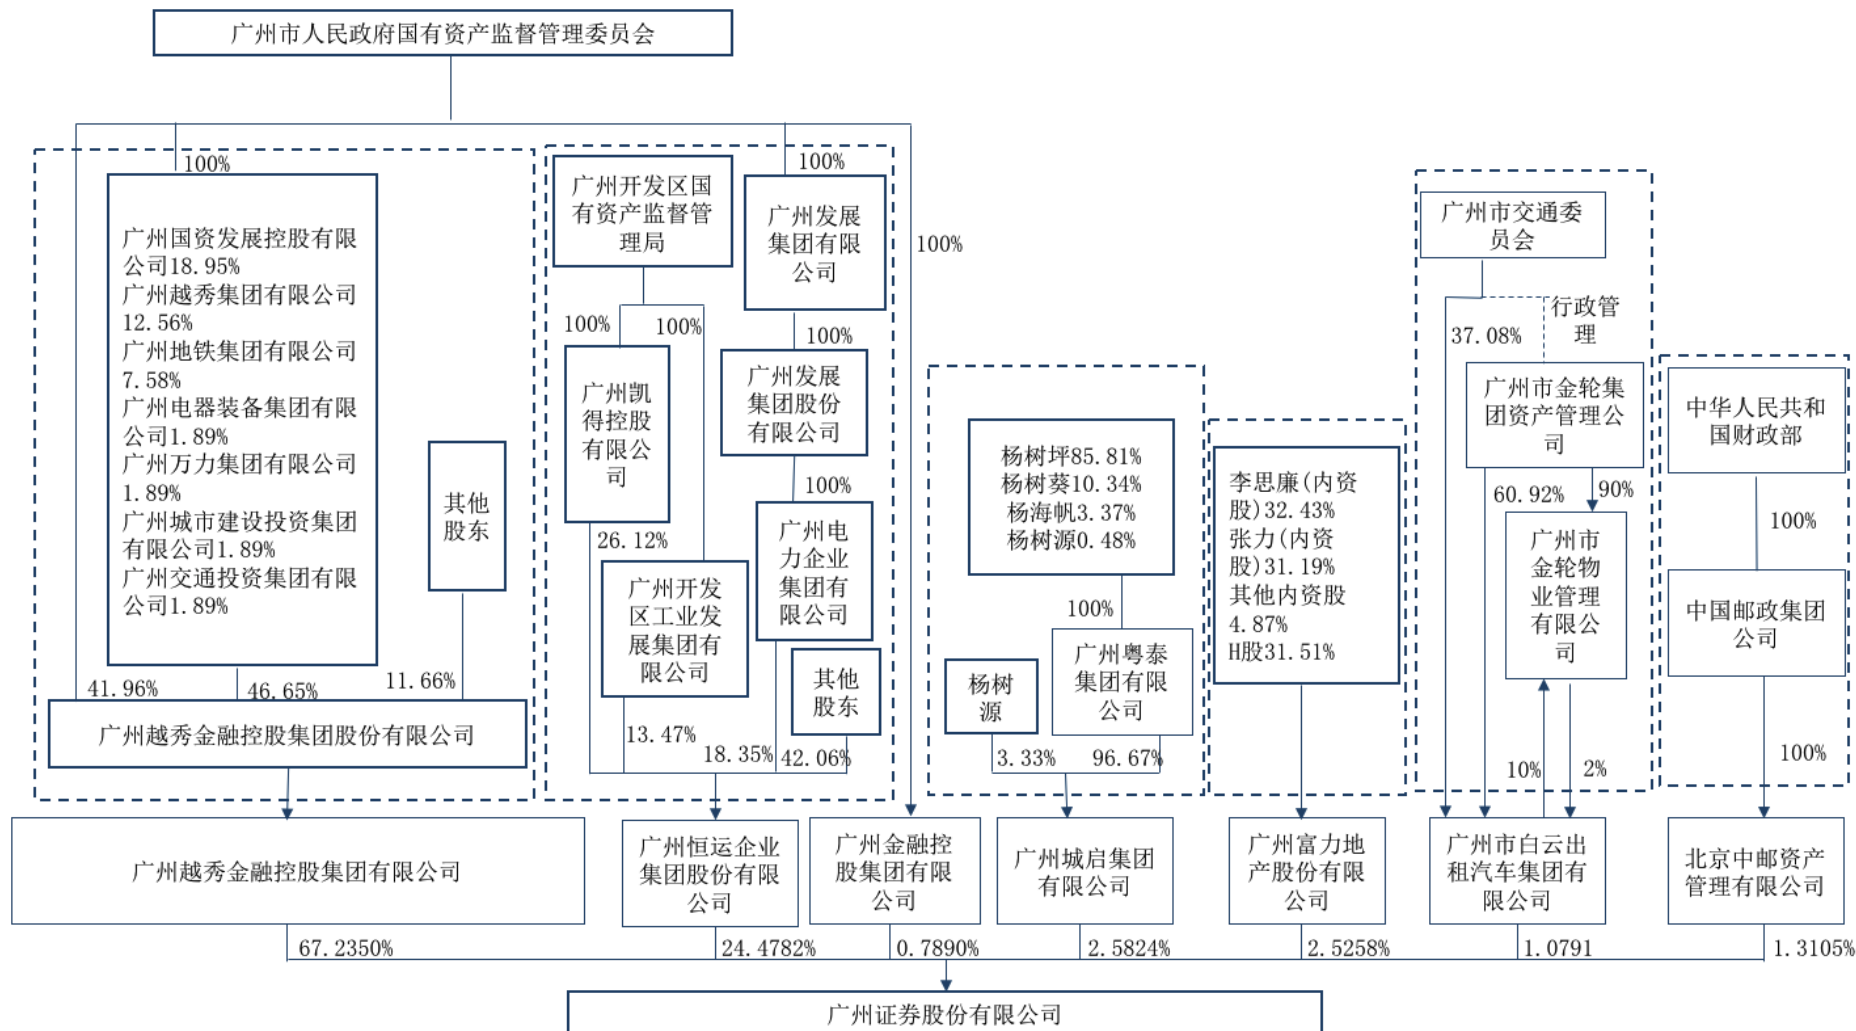 广州市人民政府国有资产监督管理委员会
100%
广州国资发展控股有限
公司18.95%
广州越秀集团有限公司
12.56%
广州地铁集团有限公司
7.58%
广州电器装备集团有限
公司1.89%
广州万力集团有限公司
1.89%
广州城市建设投资集团
有限公司1.89%
广州交通投资集团有限
公司1.89%
其他
股东
41.96%
46.65%
11.66%
广州越秀金融控股集团股份有限公司
广州开发区国
有资产监督管
理局
100%
100%
广州凯
得控股
有限公
司
26.12%
广州开发
区工业发
展集团有
限公司
13.47%
100%
广州发展
集团有限
公司
100%
广州发展
集团股份
有限公司
100%
广州电
力企业
集团有
限公司
其他
股东
18.35%
42.06%
100%
杨树坪85.81%
杨树葵10.34%
杨海帆3.37%
杨树源0.48%
100%
杨树
源
广州粤泰
集团有限
公司
3.33%
96.67%
李思廉(内资
股)32.43%
张力(内资
股)31.19%
其他内资股
4.87%
H股31.51%
广州市交通委
员会
行政管
理
37.08%
广州市金轮集
团资产管理公
司
60.92%
90%
广州市
金轮物
业管理
有限公
司
10%
2%
中华人民共和
国财政部
100%
中国邮政集团
公司
100%
广州越秀金融控股集团有限公司
广州恒运企业
集团股份有限
公司
广州金融控
股集团有限
公司
广州城启集团
有限公司
广州富力地
产股份有限
公司
广州市白云出
租汽车集团有
限公司
北京中邮资产
管理有限公司
67.2350%
24.4782%
0.7890%
2.5824%
2.5258%
1.0791
1.3105%
广州证券股份有限公司